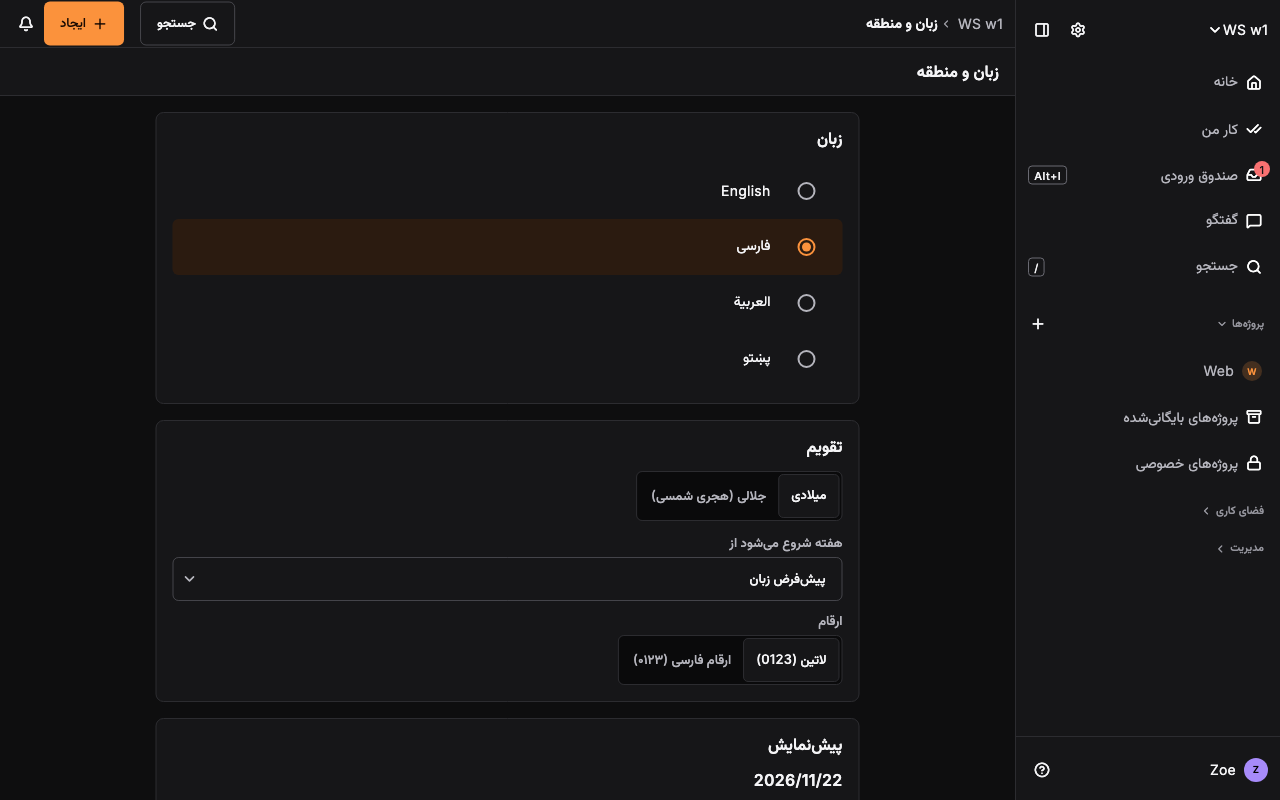 WS w1
خانه
کار من
صندوق ورودی
1
Alt+I
گفتگو
جستجو
/
پروژه‌ها
W
Web
پروژه‌های بایگانی‌شده
پروژه‌های خصوصی
فضای کاری
مدیریت
Z
Zoe
WS w1 › زبان و منطقه
جستجو
ایجاد
زبان و منطقه
زبان
English
فارسی
العربية
پښتو
تقویم
میلادی
جلالی (هجری شمسی)
هفته شروع می‌شود از
پیش‌فرض زبان
ارقام
لاتین (0123)
ارقام فارسی (۰۱۲۳)
پیش‌نمایش
2026/11/22